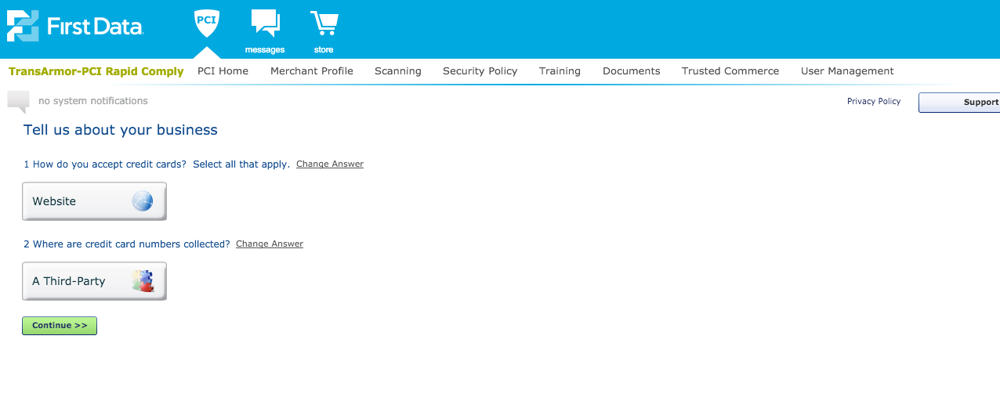 First Data
PCI
messages
store
TransArmor-PCI Rapid Comply PCI Home Merchant Profile Scanning Security Policy Training Documents Trusted Commerce User Management
no system notifications Privacy Policy Support
Tell us about your business
1 How do you accept credit cards? Select all that apply. Change Answer
Website
2 Where are credit card numbers collected? Change Answer
A Third-Party
Continue >>